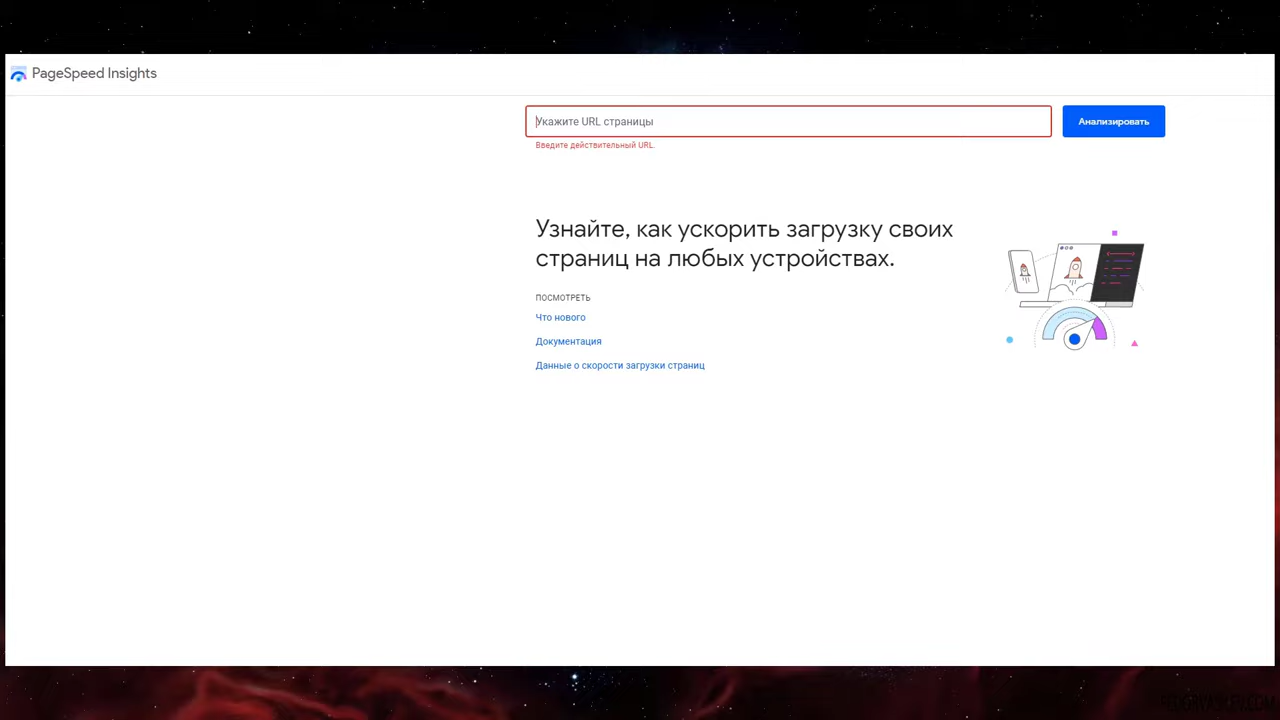 PageSpeed Insights
Укажите URL страницы
Анализировать
Введите действительный URL.
Узнайте, как ускорить загрузку своих
страниц на любых устройствах.
ПОСМОТРЕТЬ
Что нового
Документация
Данные о скорости загрузки страниц